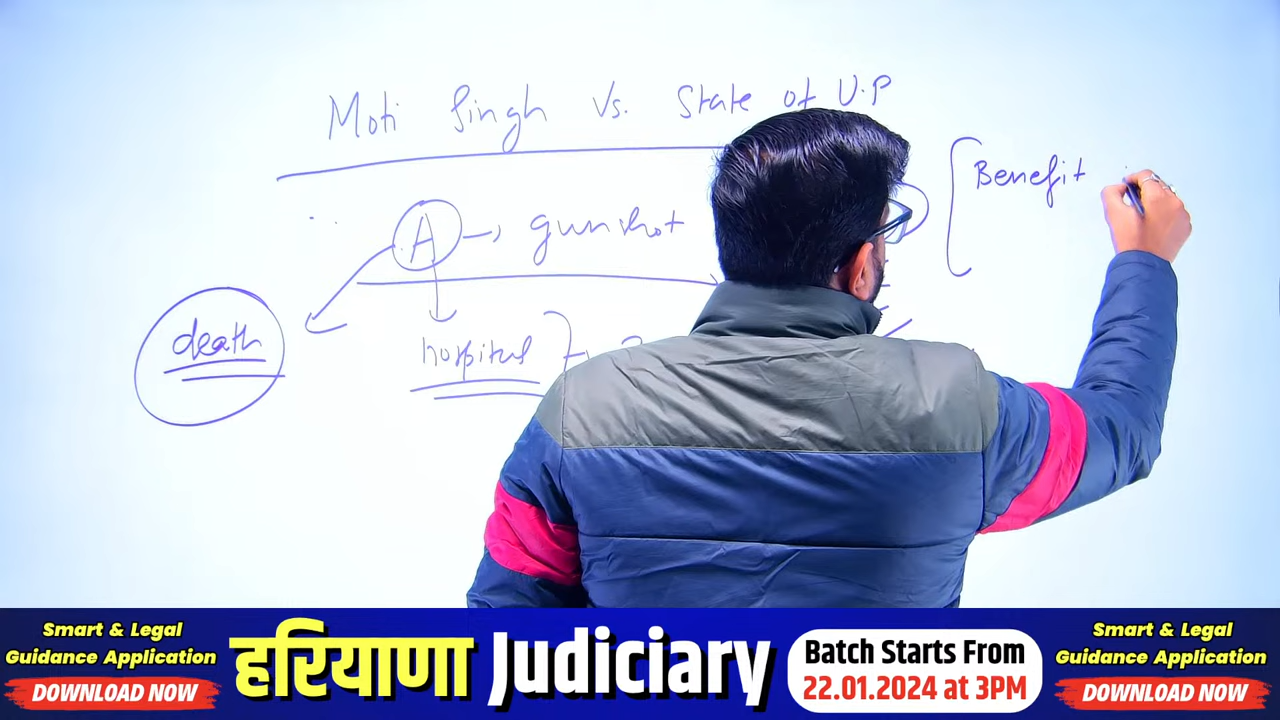 Moti Singh Vs. State of U.P
Benefit
A → gunshot
death
hospital
Smart & Legal
Guidance Application
DOWNLOAD NOW
हरियाणा Judiciary
Batch Starts From
22.01.2024 at 3PM
Smart & Legal
Guidance Application
DOWNLOAD NOW